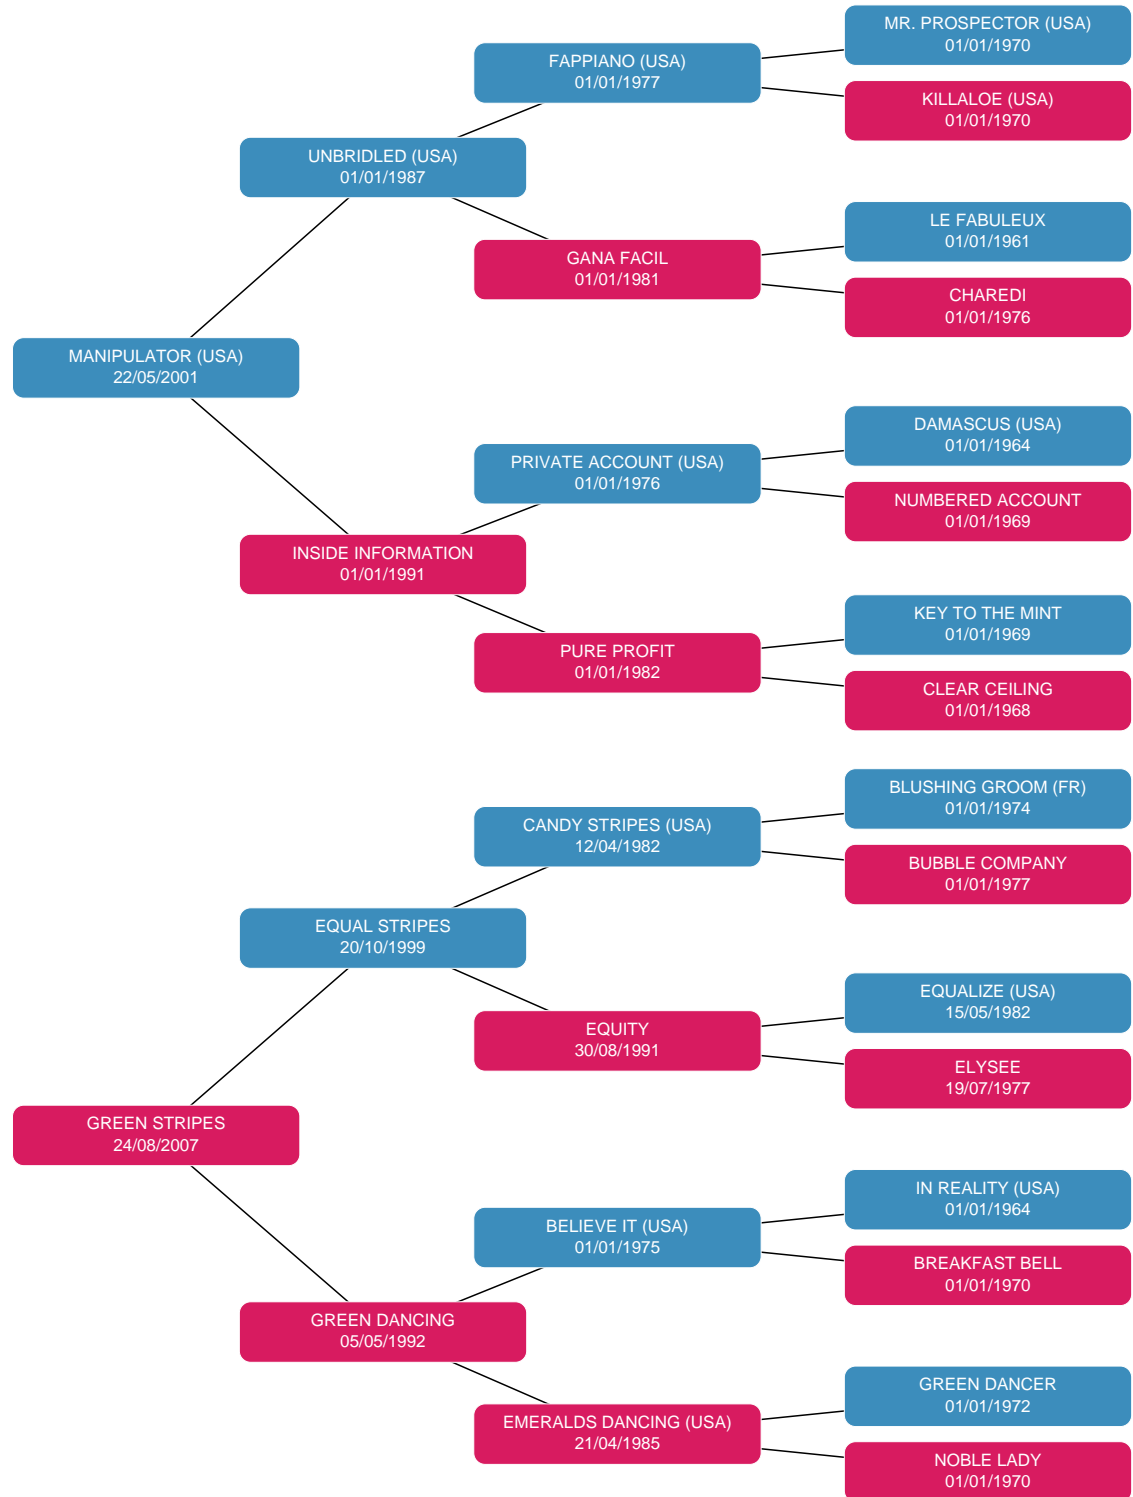 MR. PROSPECTOR (USA)
01/01/1970
FAPPIANO (USA)
01/01/1977
KILLALOE (USA)
01/01/1970
UNBRIDLED (USA)
01/01/1987
LE FABULEUX
01/01/1961
GANA FACIL
01/01/1981
CHAREDI
01/01/1976
MANIPULATOR (USA)
22/05/2001
DAMASCUS (USA)
01/01/1964
PRIVATE ACCOUNT (USA)
01/01/1976
NUMBERED ACCOUNT
01/01/1969
INSIDE INFORMATION
01/01/1991
KEY TO THE MINT
01/01/1969
PURE PROFIT
01/01/1982
CLEAR CEILING
01/01/1968
BLUSHING GROOM (FR)
01/01/1974
CANDY STRIPES (USA)
12/04/1982
BUBBLE COMPANY
01/01/1977
EQUAL STRIPES
20/10/1999
EQUALIZE (USA)
15/05/1982
EQUITY
30/08/1991
ELYSEE
19/07/1977
GREEN STRIPES
24/08/2007
IN REALITY (USA)
01/01/1964
BELIEVE IT (USA)
01/01/1975
BREAKFAST BELL
01/01/1970
GREEN DANCING
05/05/1992
GREEN DANCER
01/01/1972
EMERALDS DANCING (USA)
21/04/1985
NOBLE LADY
01/01/1970